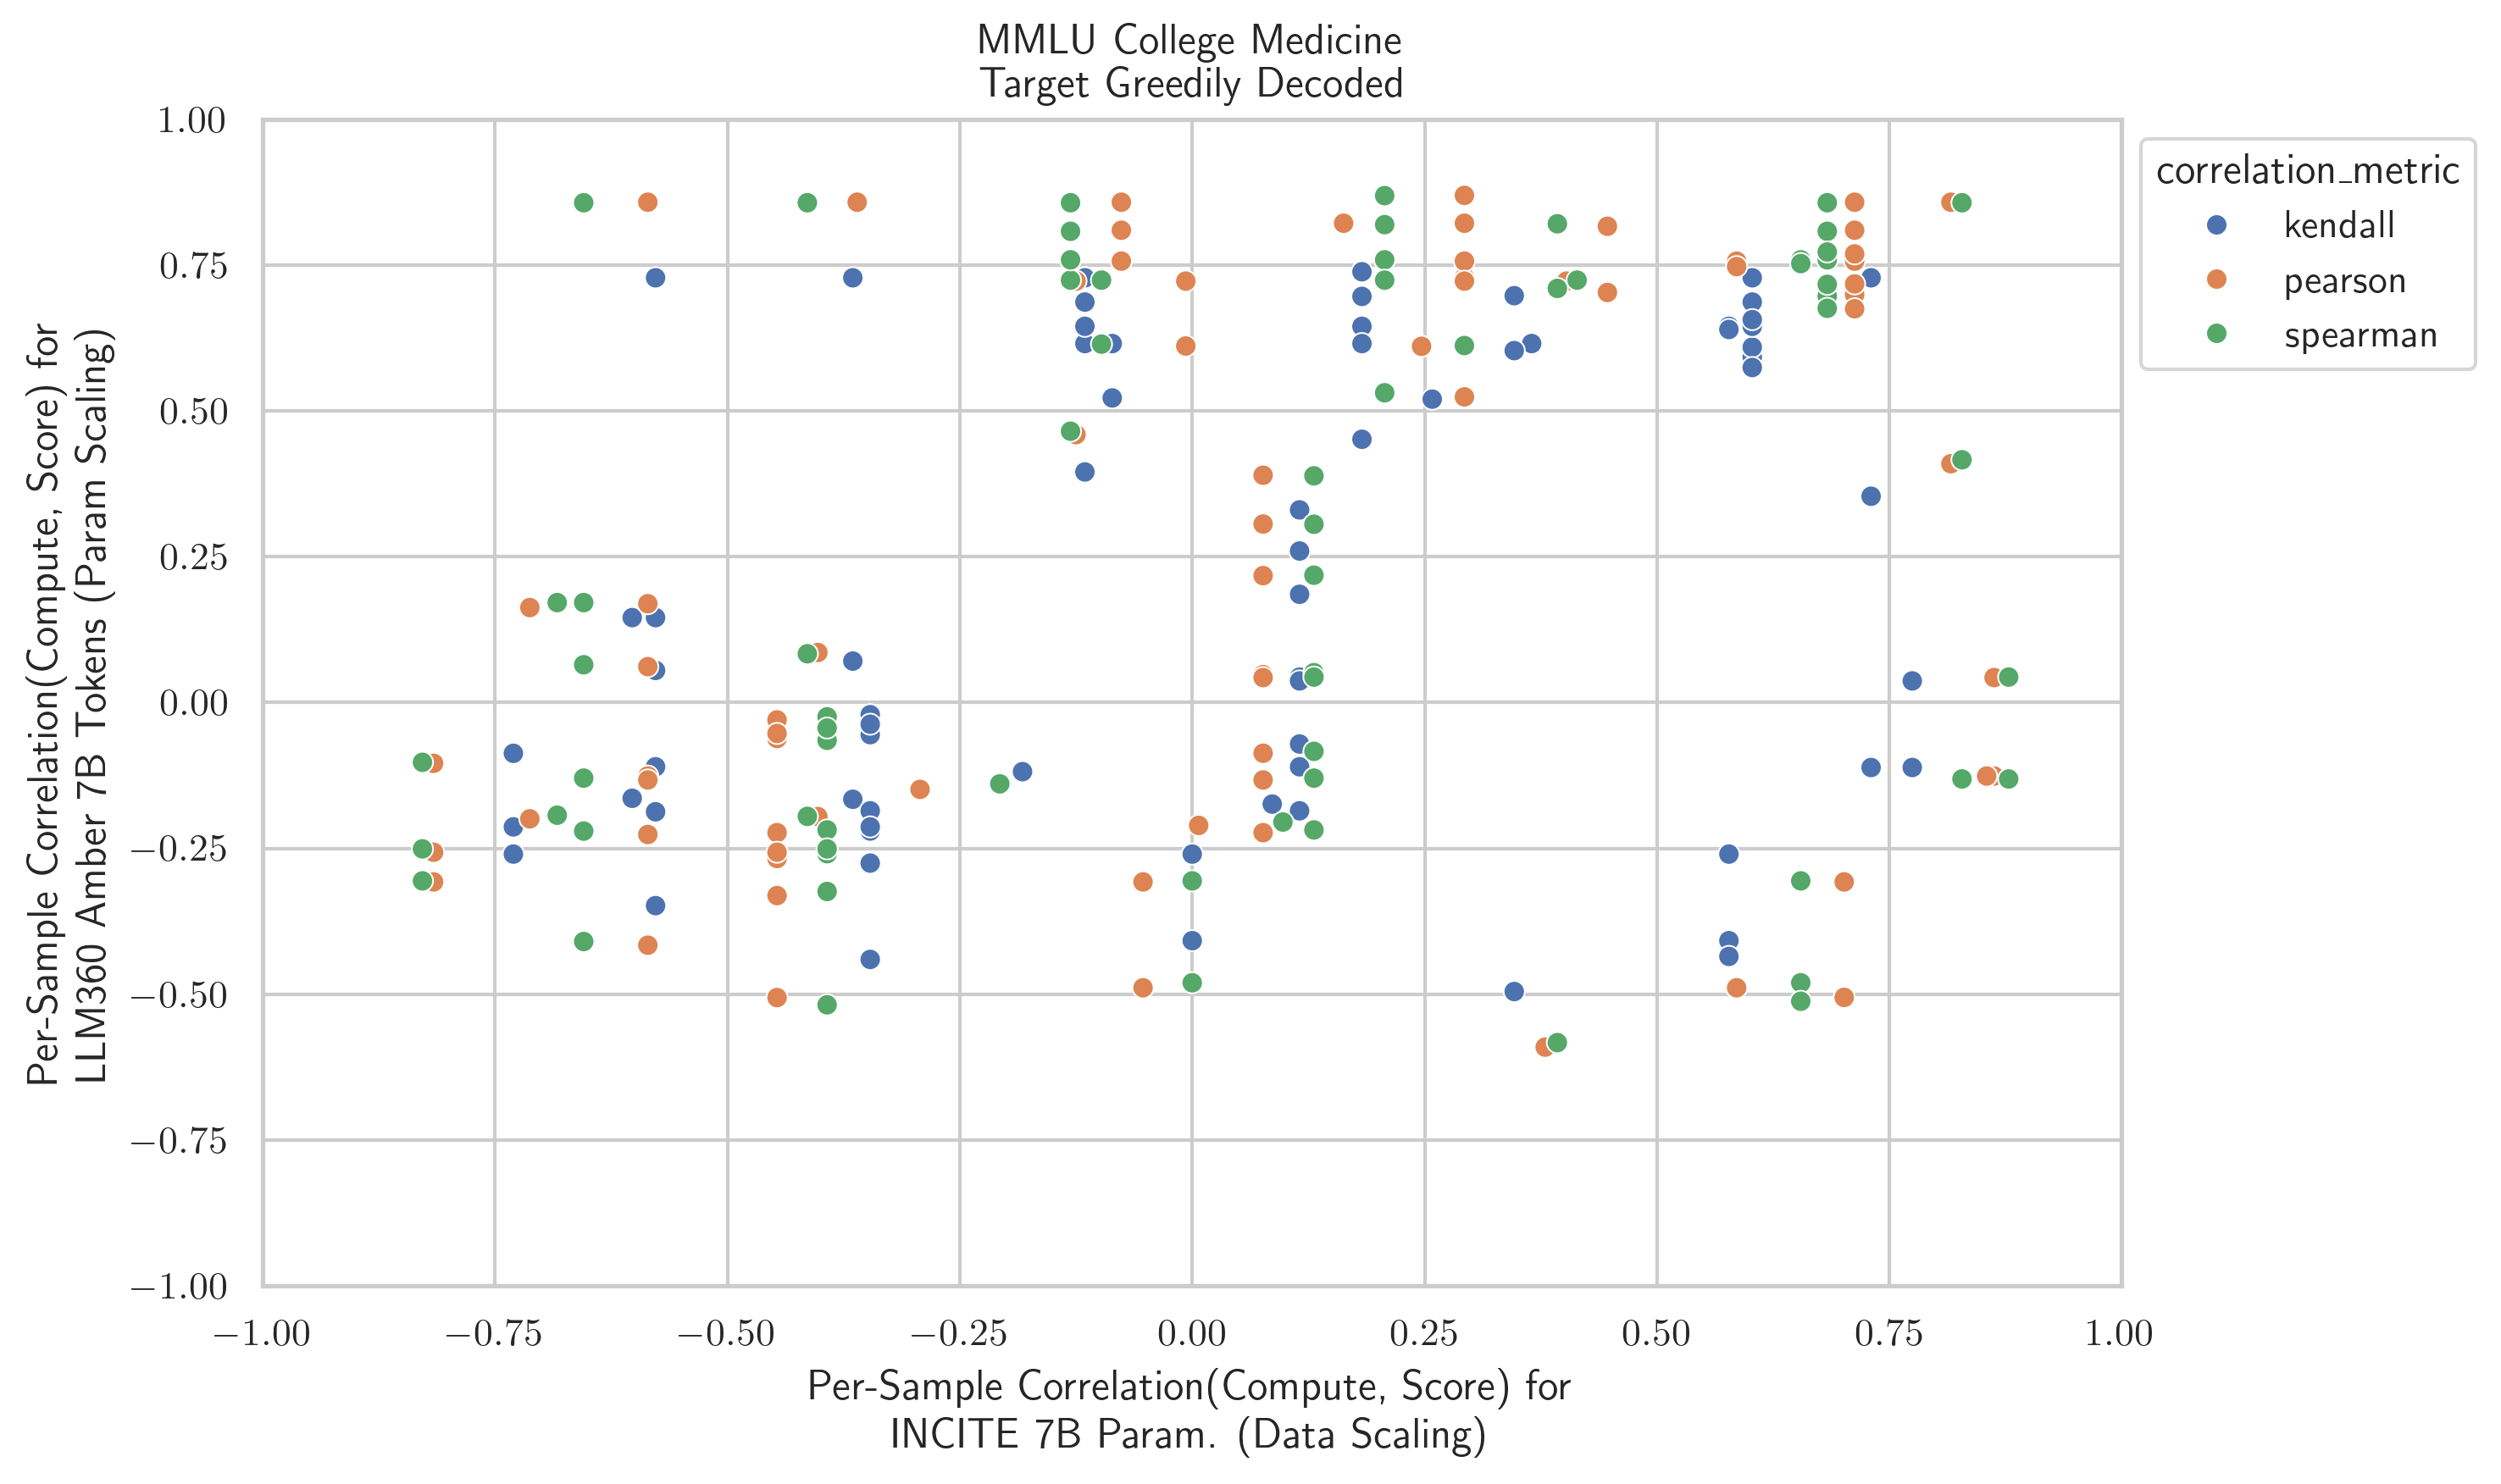 MMLU College Medicine
Target Greedily Decoded
Per-Sample Correlation(Compute, Score) for
LLM360 Amber 7B Tokens (Param Scaling)
1.00
0.75
0.50
0.25
0.00
−0.25
−0.50
−0.75
−1.00
correlation_metric
kendall
pearson
spearman
−1.00 −0.75 −0.50 −0.25 0.00 0.25 0.50 0.75 1.00
Per-Sample Correlation(Compute, Score) for
INCITE 7B Param. (Data Scaling)